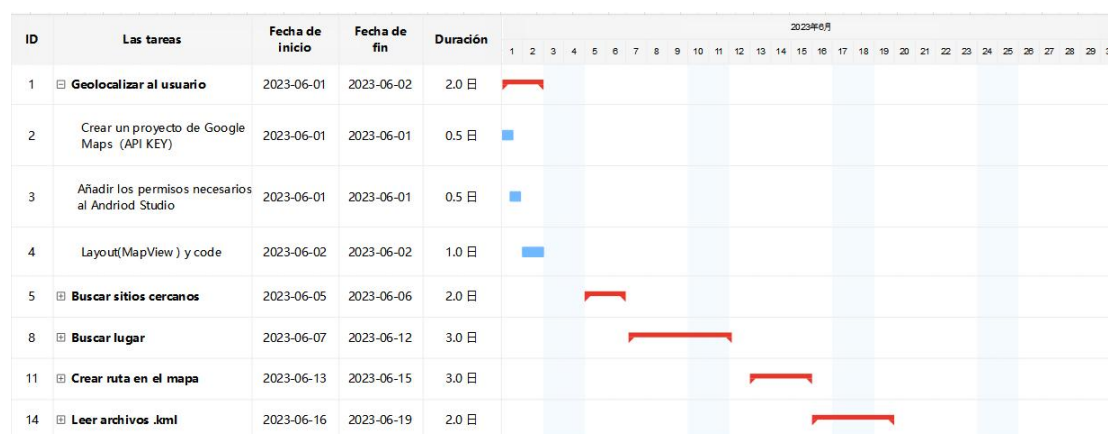 ID Las tareas Fecha de inicio Fecha de fin Duración 2023年6月
1 2 3 4 5 6 7 8 9 10 11 12 13 14 15 16 17 18 19 20 21 22 23 24 25 26 27 28 29
1 Geolocalizar al usuario 2023-06-01 2023-06-02 2.0 日
2 Crear un proyecto de Google
Maps (API KEY) 2023-06-01 2023-06-01 0.5 日
3 Añadir los permisos necesarios
al Andriod Studio 2023-06-01 2023-06-01 0.5 日
4 Layout(MapView ) y code 2023-06-02 2023-06-02 1.0 日
5 Buscar sitios cercanos 2023-06-05 2023-06-06 2.0 日
8 Buscar lugar 2023-06-07 2023-06-12 3.0 日
11 Crear ruta en el mapa 2023-06-13 2023-06-15 3.0 日
14 Leer archivos .kml 2023-06-16 2023-06-19 2.0 日